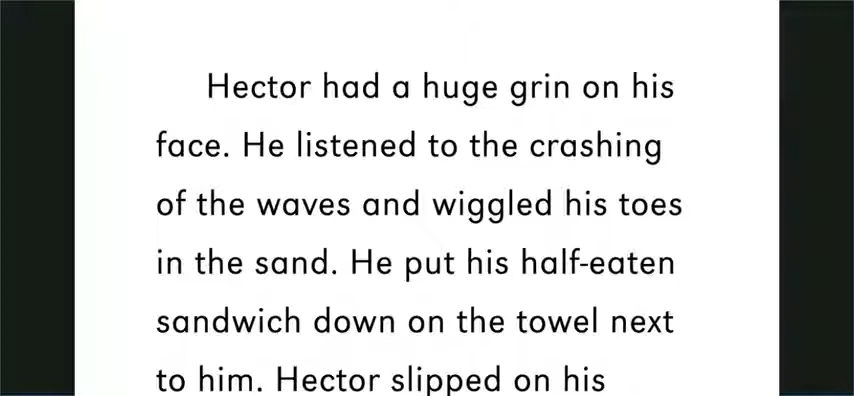 Hector had a huge grin on his
face. He listened to the crashing
of the waves and wiggled his toes
in the sand. He put his half-eaten
sandwich down on the towel next
to him. Hector slipped on his